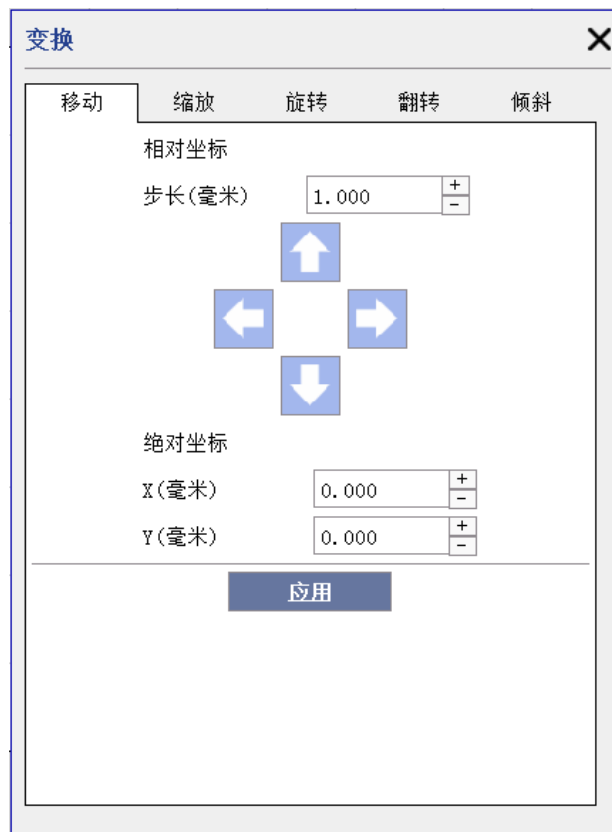 变换
移动 缩放 旋转 翻转 倾斜
相对坐标
步长(毫米) 1.000 + -
绝对坐标
X(毫米) 0.000 + -
Y(毫米) 0.000 + -
应用